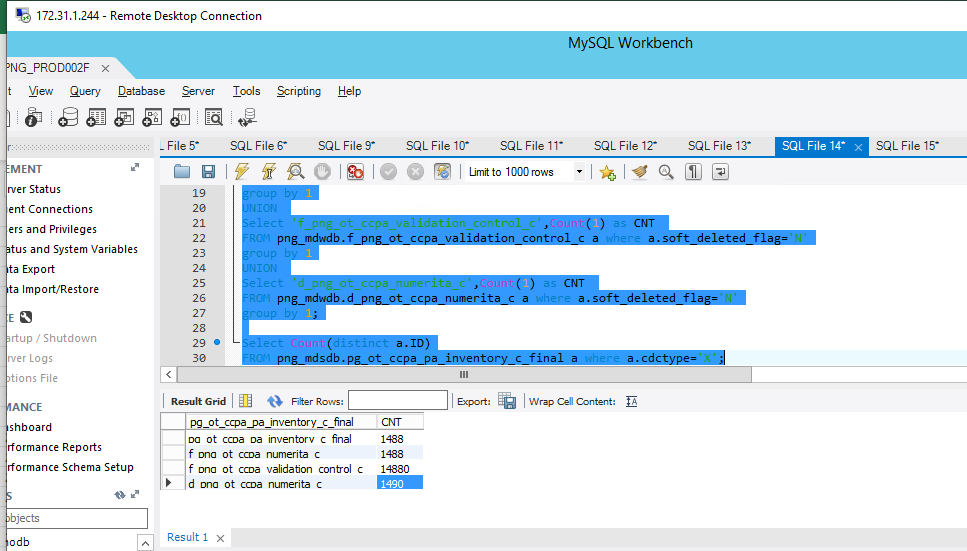 172.31.1.244 - Remote Desktop Connection
MySQL Workbench
PNG_PROD002F
View Query Database Server Tools Scripting Help
File 5* SQL File 6* SQL File 9* SQL File 10* SQL File 11* SQL File 12* SQL File 13* SQL File 14* SQL File 15*
Limit to 1000 rows
EMENT
rver Status
ent Connections
ers and Privileges
atus and System Variables
ata Export
ata Import/Restore
CE
artup / Shutdown
rver Logs
ptions File
MANCE
ashboard
rformance Reports
rformance Schema Setup
S
objects
modb
19 group by 1
20 UNION
21 Select 'f_png_ot_ccpa_validation_control_c',Count(1) as CNT
22 FROM png_mdwdb.f_png_ot_ccpa_validation_control_c a where a.soft_deleted_flag='N'
23 group by 1
24 UNION
25 Select 'd_png_ot_ccpa_numerita_c',Count(1) as CNT
26 FROM png_mdwdb.d_png_ot_ccpa_numerita_c a where a.soft_deleted_flag='N'
27 group by 1;
28
29 Select Count(distinct a.ID)
30 FROM png_mdsdb.pg_ot_ccpa_pa_inventory_c_final a where a.cdctype='X';
Result Grid Filter Rows: Export: Wrap Cell Content:
pg_ot_ccpa_pa_inventory_c_final CNT
pg_ot_ccpa_pa_inventory_c_final 1488
f_png_ot_ccpa_numerita_c 1488
f_png_ot_ccpa_validation_control_c 14880
d_png_ot_ccpa_numerita_c 1490
Result 1